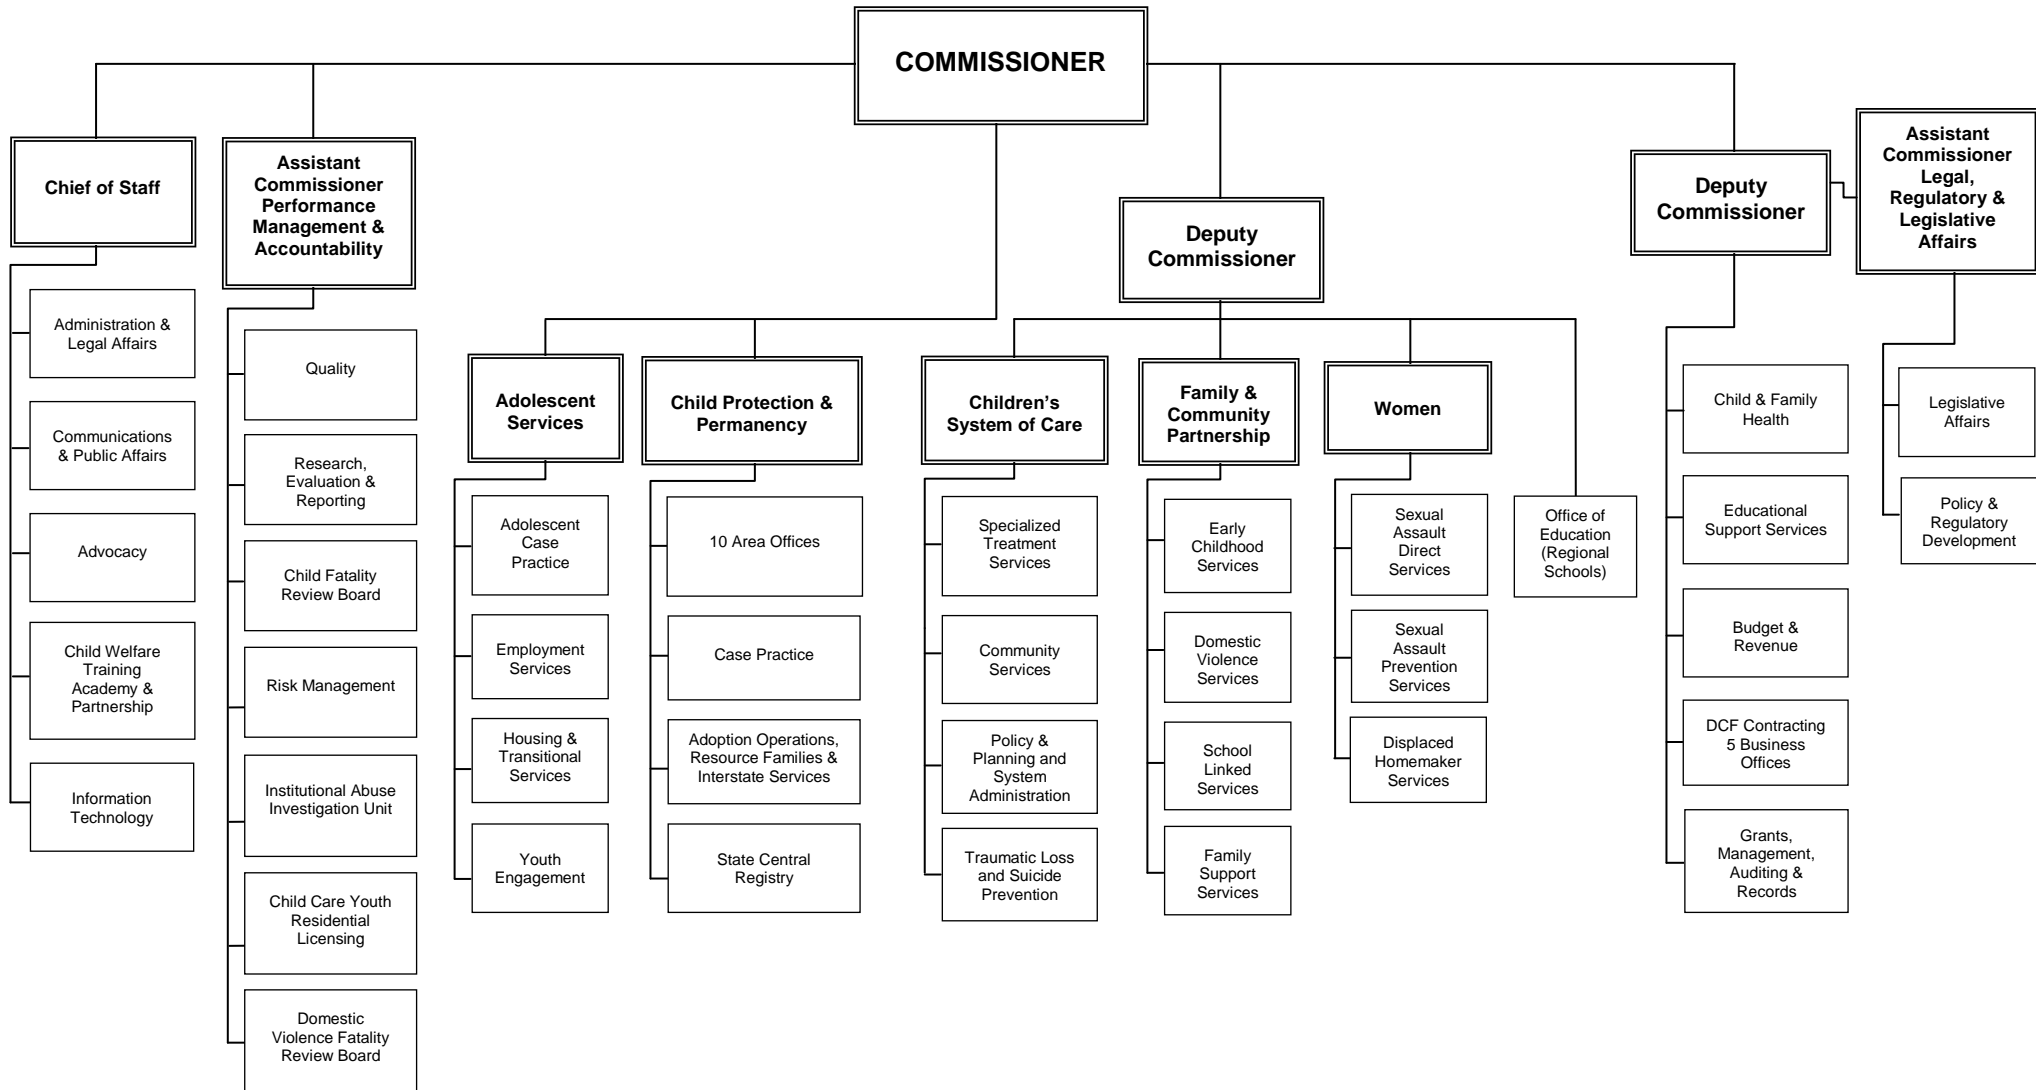 COMMISSIONER
Chief of Staff
Administration &
Legal Affairs
Communications
& Public Affairs
Advocacy
Child Welfare
Training
Academy &
Partnership
Information
Technology
Assistant
Commissioner
Performance
Management &
Accountability
Quality
Research,
Evaluation &
Reporting
Child Fatality
Review Board
Risk Management
Institutional Abuse
Investigation Unit
Child Care Youth
Residential
Licensing
Domestic
Violence Fatality
Review Board
Adolescent
Services
Adolescent
Case
Practice
Employment
Services
Housing &
Transitional
Services
Youth
Engagement
Child Protection &
Permanency
10 Area Offices
Case Practice
Adoption Operations,
Resource Families &
Interstate Services
State Central
Registry
Deputy
Commissioner
Children’s
System of Care
Specialized
Treatment
Services
Community
Services
Policy &
Planning and
System
Administration
Traumatic Loss
and Suicide
Prevention
Family &
Community
Partnership
Early
Childhood
Services
Domestic
Violence
Services
School
Linked
Services
Family
Support
Services
Women
Sexual
Assault
Direct
Services
Sexual
Assault
Prevention
Services
Displaced
Homemaker
Services
Office of
Education
(Regional
Schools)
Deputy
Commissioner
Child & Family
Health
Educational
Support Services
Budget &
Revenue
DCF Contracting
5 Business
Offices
Grants,
Management,
Auditing &
Records
Assistant
Commissioner
Legal,
Regulatory &
Legislative
Affairs
Legislative
Affairs
Policy &
Regulatory
Development